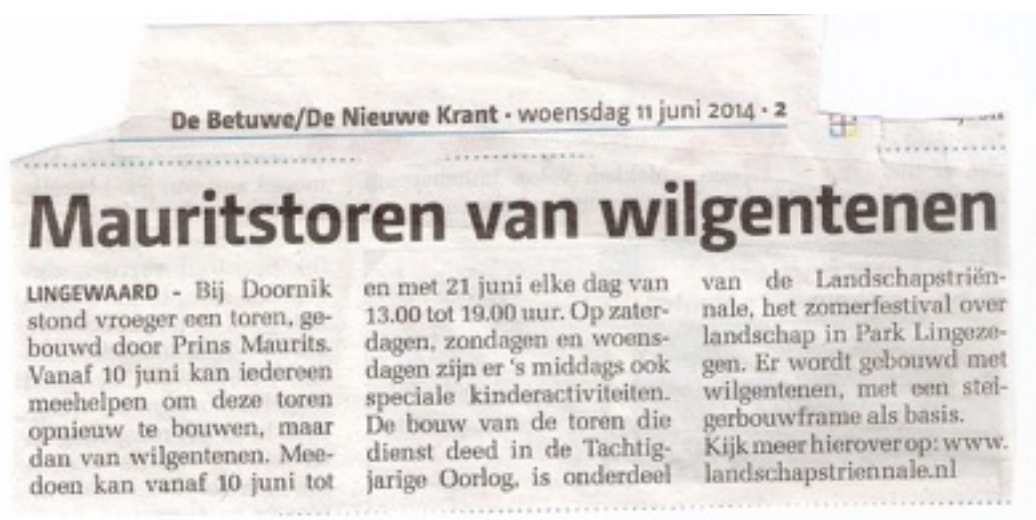 De Betuwe/De Nieuwe Krant • woensdag 11 juni 2014 • 2
Mauritstoren van wilgentenen
LINGEWAARD - Bij Doornik
stond vroeger een toren, ge-
bouwd door Prins Maurits.
Vanaf 10 juni kan iedereen
meehelpen om deze toren
opnieuw te bouwen, maar
dan van wilgentenen. Mee-
doen kan vanaf 10 juni tot
en met 21 juni elke dag van
13.00 tot 19.00 uur. Op zater-
dagen, zondagen en woens-
dagen zijn er 's middags ook
speciale kinderactiviteiten.
De bouw van de toren die
dienst deed in de Tachtig-
jarige Oorlog, is onderdeel
van de Landschapstriën-
nale, het zomerfestival over
landschap in Park Lingeze-
gen. Er wordt gebouwd met
wilgentenen, met een stei-
gerbouwframe als basis.
Kijk meer hierover op: www.
landschapstriennale.nl